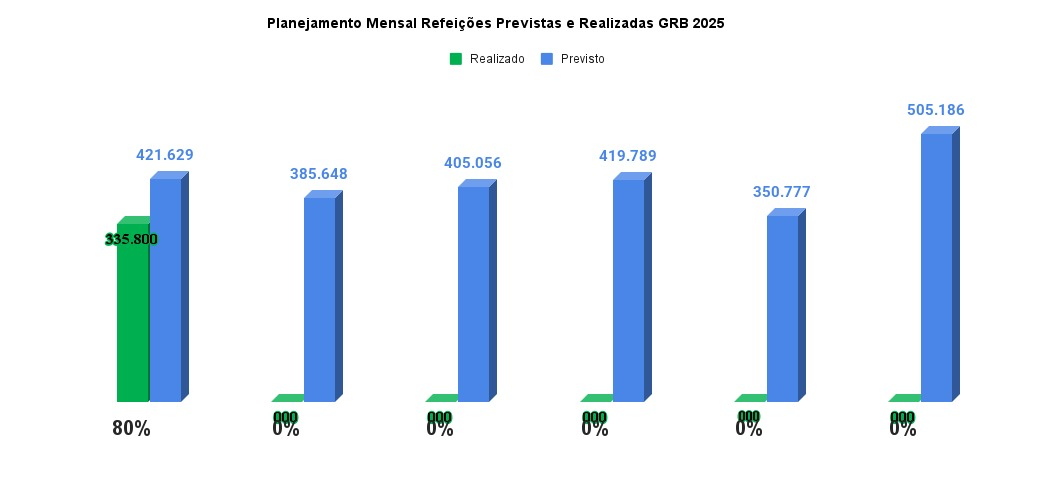 Planejamento Mensal Refeições Previstas e Realizadas GRB 2025
Realizado Previsto
505.186
421.629
419.789
405.056
385.648
350.777
335.800
000 000 000 000 000
80% 0% 0% 0% 0% 0%